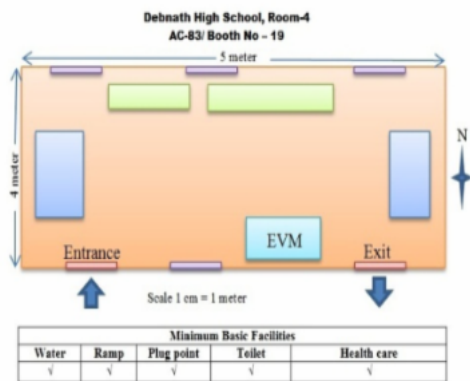 Debnath High School, Room-4
AC-83/ Booth No – 19
5 meter
4 meter
N
Entrance
EVM
Exit
Scale 1 cm = 1 meter
Minimum Basic Facilities
Water Ramp Plug point Toilet Health care
√ √ √ √ √